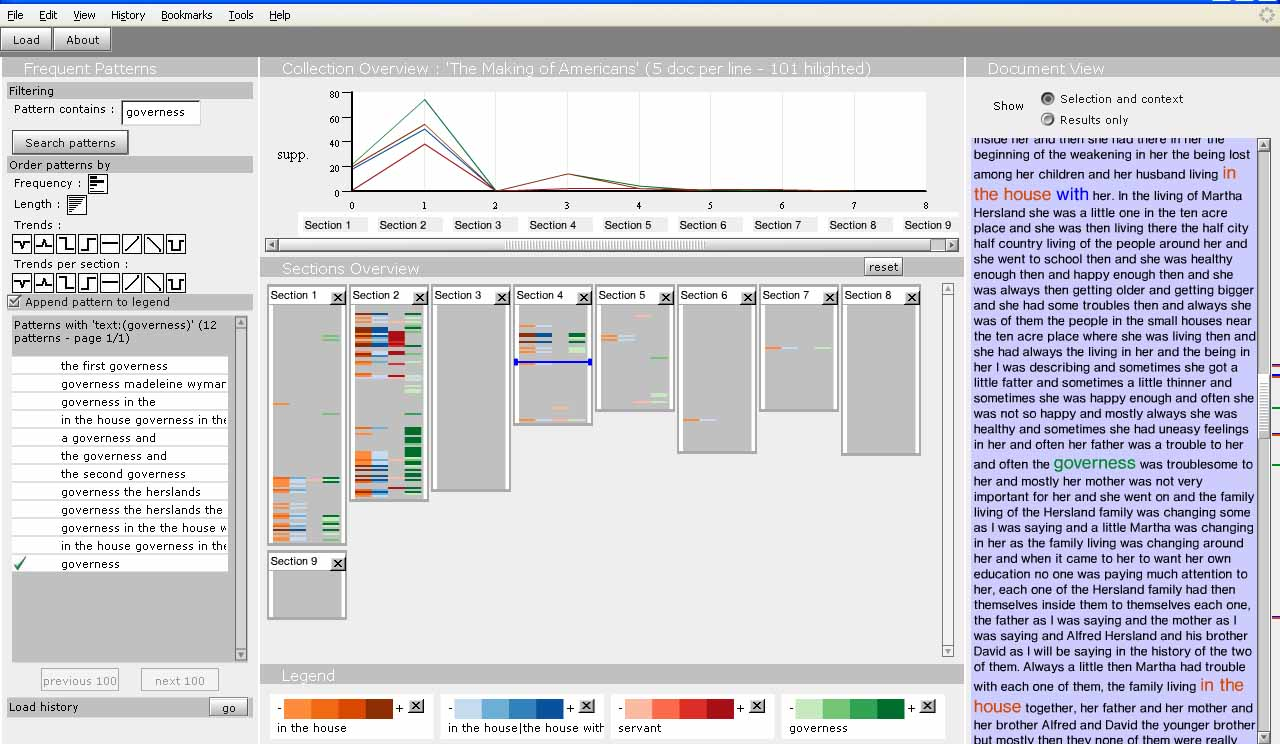 File Edit View History Bookmarks Tools Help
Load About
Frequent Patterns
Filtering
Pattern contains : governess
Search patterns
Order patterns by
Frequency :
Length :
Trends :
Trends per section :
Append pattern to legend
Patterns with 'text:(governess)' (12
patterns - page 1/1)
the first governess
governess madeleine wymar
governess in the
in the house governess in the
a governess and
the governess and
the second governess
governess the herslands
governess the herslands the
governess in the the house w
in the house governess in the
governess
previous 100 next 100
Load history go
Collection Overview : 'The Making of Americans' (5 doc per line - 101 hilighted)
80
60
40
20
0
supp.
0 1 2 3 4 5 6 7 8
Section 1 Section 2 Section 3 Section 4 Section 5 Section 6 Section 7 Section 8 Section 9
Sections Overview reset
Section 1 Section 2 Section 3 Section 4 Section 5 Section 6 Section 7 Section 8
Section 9
Legend
- + - + - + - +
in the house in the house|the house with servant governess
Document View
Show Selection and context
Results only
inside her and then she had there in her the
beginning of the weakening in her the being lost
among her children and her husband living in
the house with her. In the living of Martha
Hersland she was a little one in the ten acre
place and she was then living there the half city
half country living of the people around her and
she went to school then and she was healthy
enough then and happy enough then and she
was always then getting older and getting bigger
and she had some troubles then and always she
was of them the people in the small houses near
the ten acre place where she was living then and
she had always the living in her and the being in
her I was describing and sometimes she got a
little fatter and sometimes a little thinner and
sometimes she was happy enough and often she
was not so happy and mostly always she was
healthy and sometimes she had uneasy feelings
in her and often her father was a trouble to her
and often the governess was troublesome to
her and mostly her mother was not very
important for her and she went on and the family
living of the Hersland family was changing some
as I was saying and a little Martha was changing
in her as the family living was changing around
her and when it came to her to want her own
education no one was paying much attention to
her, each one of the Hersland family had then
themselves inside them to themselves each one,
the father as I was saying and the mother as I
was saying and Alfred Hersland and his brother
David as I will be saying in the history of the two
of them. Always a little then Martha had trouble
with each one of them, the family living in the
house together, her father and her mother and
her brother Alfred and David the younger brother
but mostly then they none of them were really